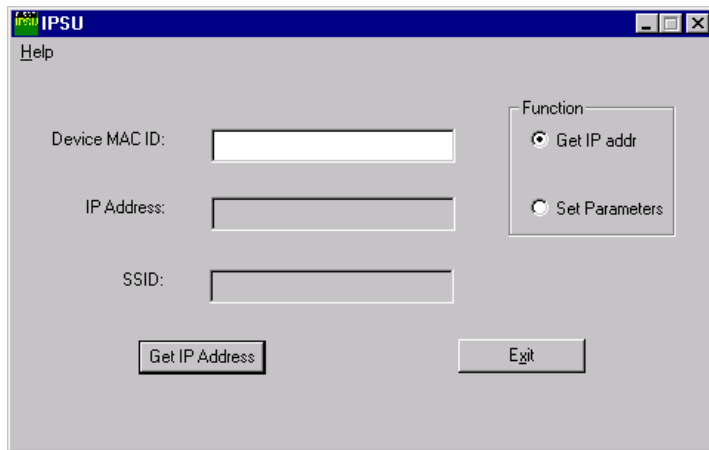 IPSU
Help
Function
Device MAC ID:
Get IP addr
IP Address:
Set Parameters
SSID:
Get IP Address
Exit